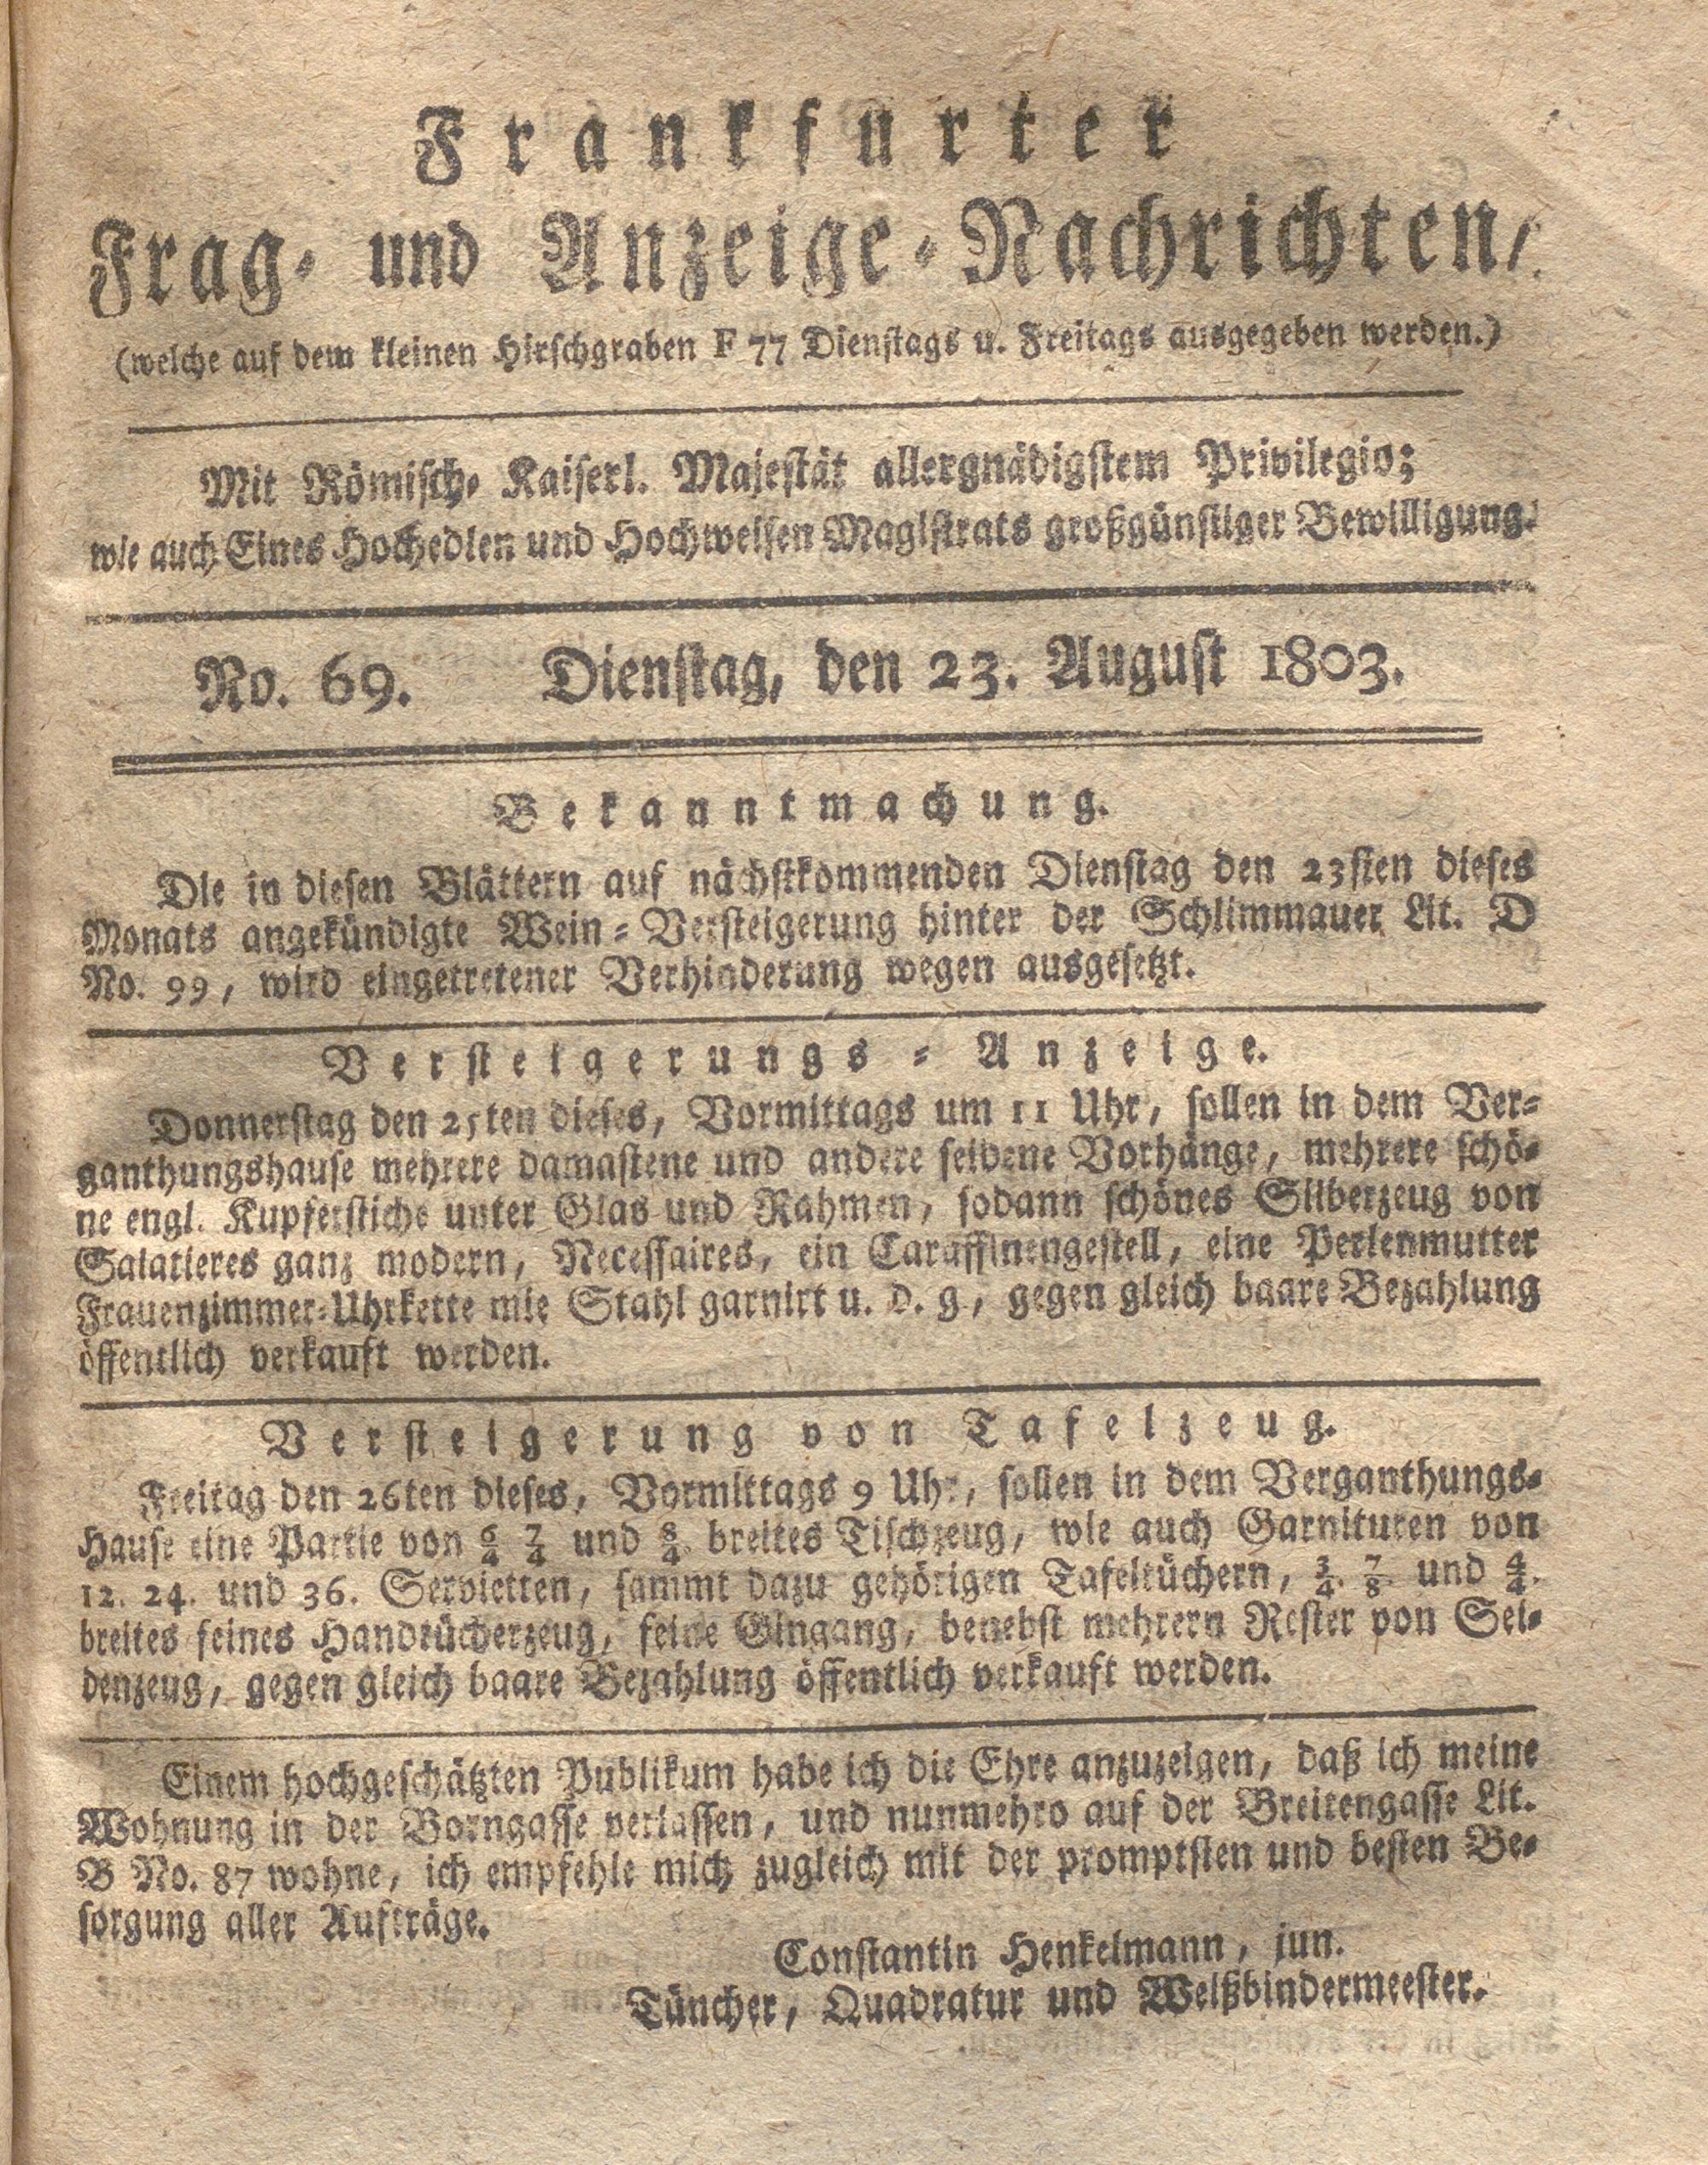 Frankfurter
Frag- und Anzeige-Nachrichten,
(welche auf dem kleinen Hirschgraben F 77 Dienstags u. Freitags ausgegeben werden.)
Mit Römisch- Kaiserl. Majestät allergnädigstem Privilegio;
wie auch Eines Hochedlen und Hochweisen Magistrats großgünstiger Bewilligung.
No. 69. Dienstag, den 23. August 1803.
Bekanntmachung.
Die in diesen Blättern auf nächstkommenden Dienstag den 23sten dieses
Monats angekündigte Wein-Versteigerung hinter der Schlimmauer Lit. D
No. 99, wird eingetretener Verhinderung wegen ausgesetzt.
Versteigerungs-Anzeige.
Donnerstag den 25ten dieses, Vormittags um 11 Uhr, sollen in dem Ver-
ganthungshause mehrere damastene und andere seidene Vorhänge, mehrere schö-
ne engl. Kupferstiche unter Glas und Rahmen, sodann schönes Silberzeug von
Salatieres ganz modern, Necessaires, ein Caraffinengestell, eine Perlenmutter
Frauenzimmer-Uhrkette mit Stahl garnirt u. d. g, gegen gleich baare Bezahlung
öffentlich verkauft werden.
Versteigerung von Tafelzeug.
Freitag den 26ten dieses, Vormittags 9 Uhr, sollen in dem Verganthungs-
Hause eine Partie von 6/4 7/4 und 8/4. breites Tischzeug, wie auch Garnituren von
12. 24. und 36. Servietten, sammt dazu gehörigen Tafeltüchern, 3/4. 7/8. und 4/4.
breites feines Handtücherzeug, feine Gingang, benebst mehrern Rester von Sei-
denzeug, gegen gleich baare Bezahlung öffentlich verkauft werden.
Einem hochgeschätzten Publikum habe ich die Ehre anzuzeigen, daß ich meine
Wohnung in der Borngasse verlassen, und nunmehro auf der Breitengasse Lit.
B No. 87 wohne, ich empfehle mich zugleich mit der promptsten und besten Be-
sorgung aller Aufträge.
Constantin Henkelmann, jun.
Tüncher, Quadratur und Weißbindermeester.